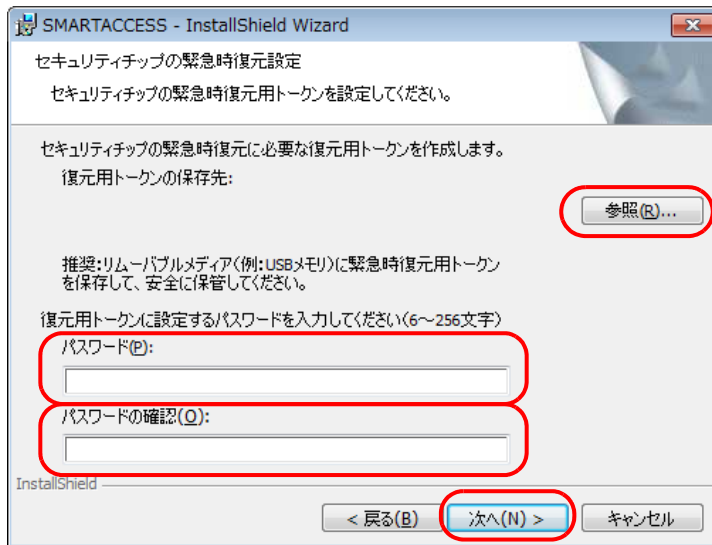 SMARTACCESS - InstallShield Wizard
セキュリティチップの緊急時復元設定
セキュリティチップの緊急時復元用トークンを設定してください。
セキュリティチップの緊急時復元に必要な復元用トークンを作成します。
復元用トークンの保存先:
参照(R)...
推奨:リムーバブルメディア(例:USBメモリ)に緊急時復元用トークン
を保存して、安全に保管してください。
復元用トークンに設定するパスワードを入力してください(6～256文字)
パスワード(P):
パスワードの確認(O):
InstallShield
< 戻る(B)
次へ(N) >
キャンセル